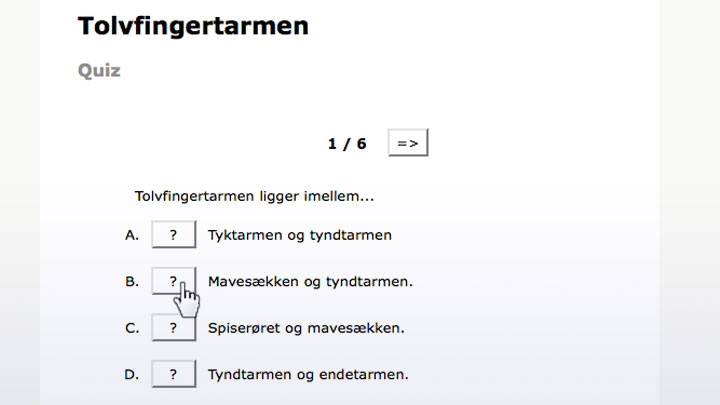 Tolvfingertarmen
Quiz
1 / 6 =>
Tolvfingertarmen ligger imellem...
A. ? Tyktarmen og tyndtarmen
B. ? Mavesækken og tyndtarmen.
C. ? Spiserøret og mavesækken.
D. ? Tyndtarmen og endetarmen.